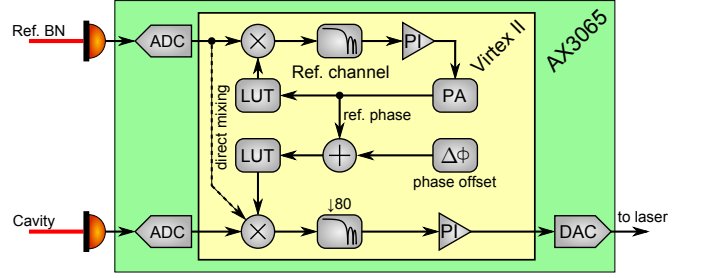 Ref. BN
ADC
×
PI
Virtex II
AX3065
Ref. channel
LUT
PA
direct mixing
ref. phase
LUT
+
Δϕ
phase offset
Cavity
↓80
ADC
×
PI
DAC
to laser